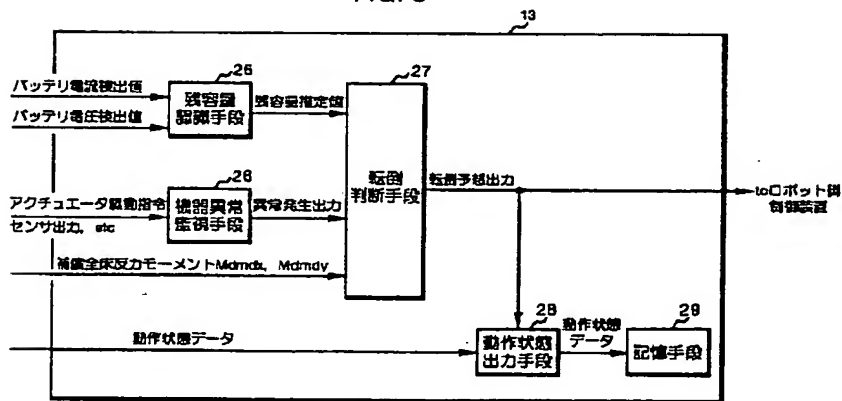 13
バッテリ電流検出値
バッテリ電圧検出値
25
残容量
認識手段
残容量推定値
27
転倒
判断手段
アクチュエータ駆動指令
センサ出力, etc
26
機器異常
監視手段
異常発生出力
転倒予想出力
toロボット制
御装置
補償全床反力モーメントMdmdx, Mdmdy
動作状態データ
28
動作状態
出力手段
動作状態
データ
29
記憶手段